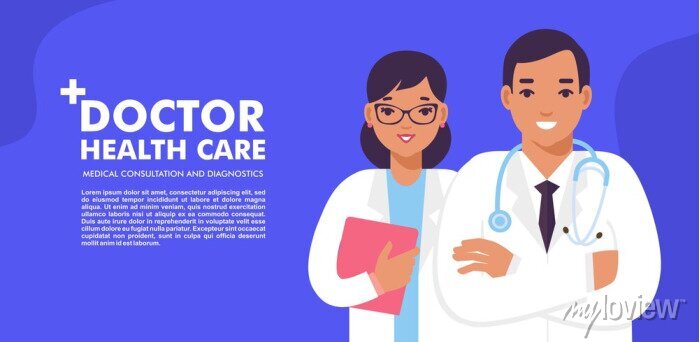 +DOCTOR
HEALTH CARE
MEDICAL CONSULTATION AND DIAGNOSTICS
Lorem ipsum dolor sit amet, consectetur adipiscing elit,
sed do eiusmod tempor incididunt ut labore et dolore
magna aliqua. Ut enim ad minim veniam, quis nostrud
exercitation ullamco laboris nisi ut aliquip ex ea
commodo consequat. Duis aute irure dolor in
reprehenderit in voluptate velit esse cillum dolore eu
fugiat nulla pariatur. Excepteur sint occaecat cupidatat
non proident, sunt in culpa qui officia deserunt mollit
anim id est laborum.
myloview